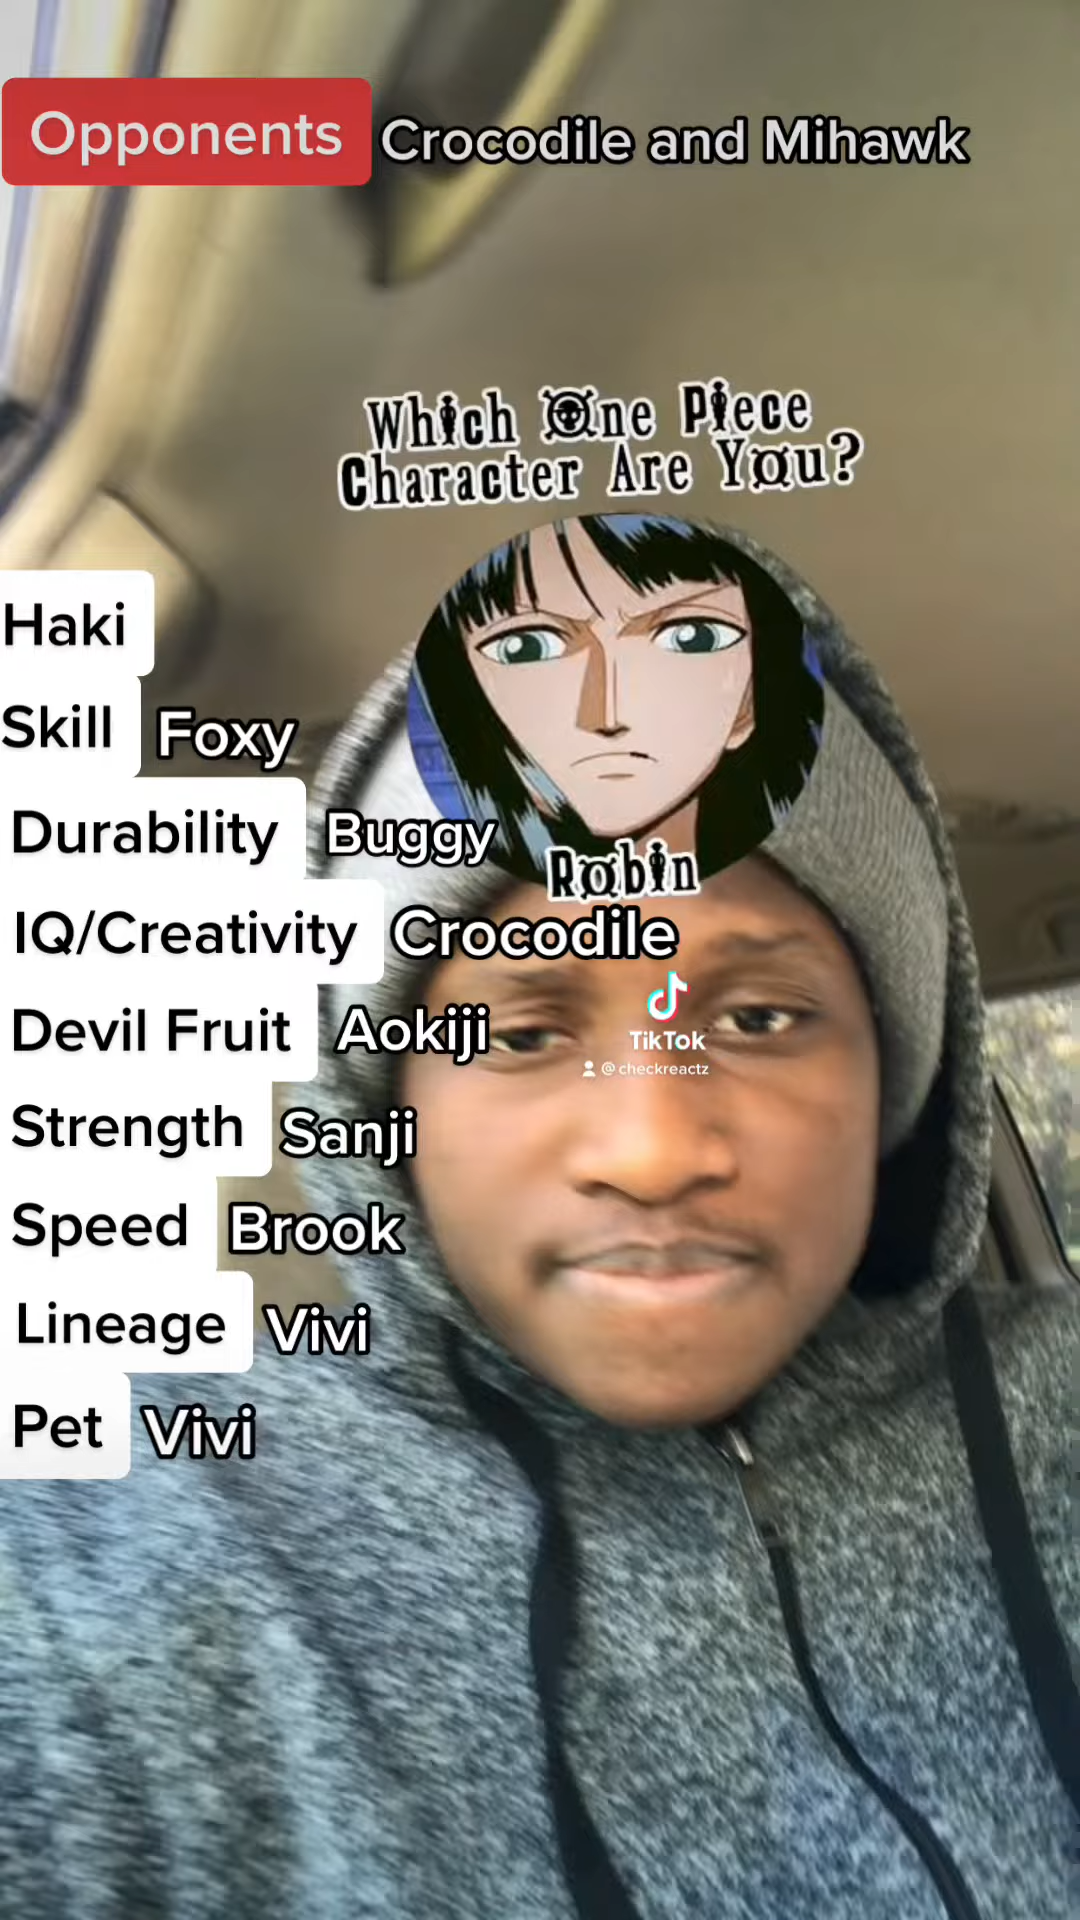 Opponents Crocodile and Mihawk
Which One Piece
Character Are You?
Haki
Skill Foxy
Durability Buggy
Robin
IQ/Creativity Crocodile
Devil Fruit Aokiji
TikTok
@checkreactz
Strength Sanji
Speed Brook
Lineage Vivi
Pet Vivi